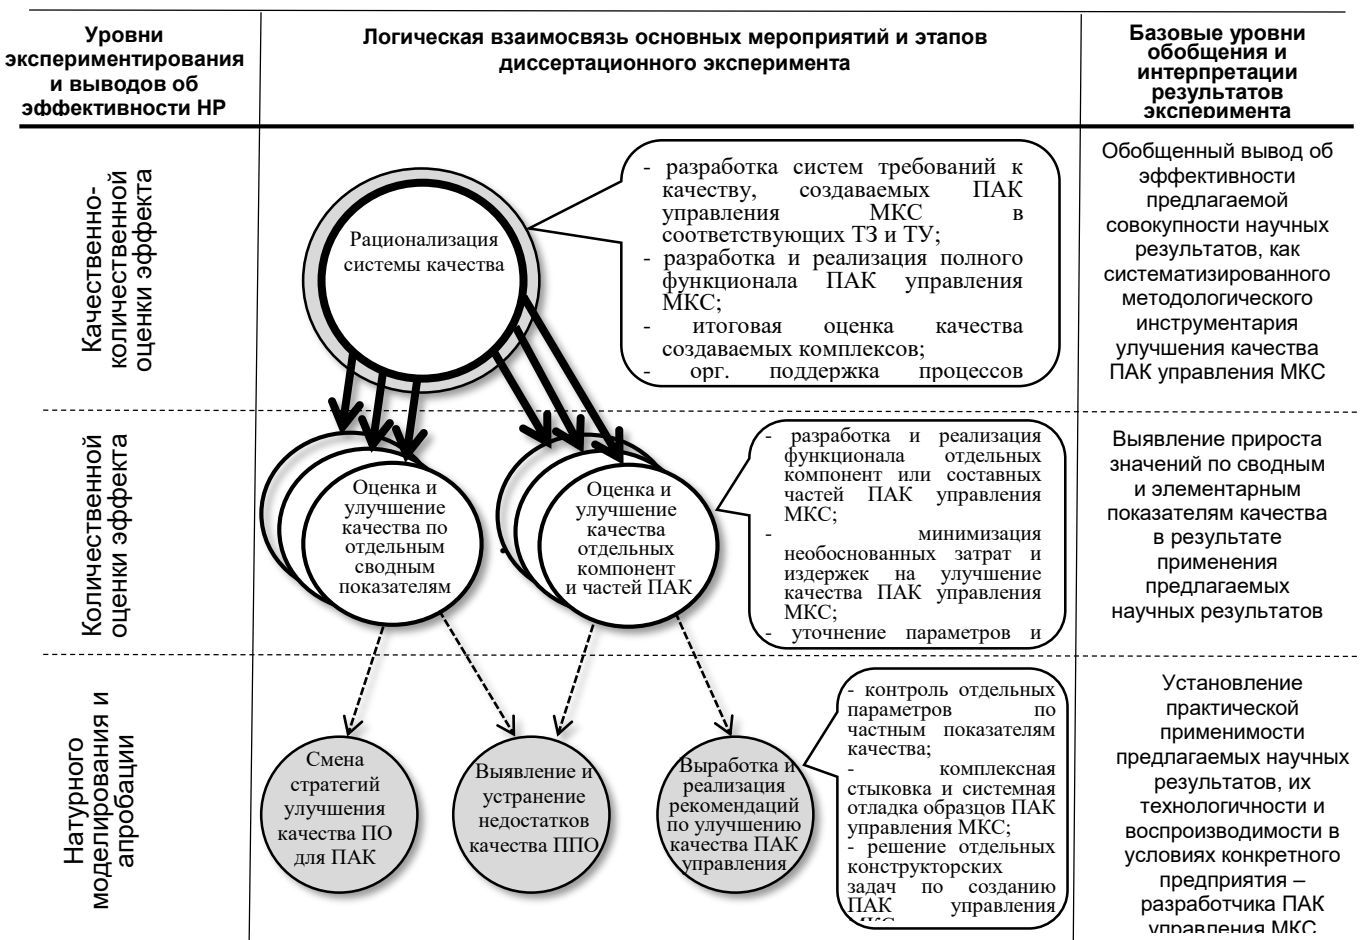 Уровни
экспериментирования
и выводов об
эффективности НР
Логическая взаимосвязь основных мероприятий и этапов
диссертационного эксперимента
Базовые уровни
обобщения и
интерпретации
результатов
эксперимента
Качественно-
количественной
оценки эффекта
Рационализация
системы качества
- разработка систем требований к
качеству, создаваемых ПАК
управления МКС в
соответствующих ТЗ и ТУ;
- разработка и реализация полного
функционала ПАК управления
МКС;
- итоговая оценка качества
создаваемых комплексов;
- орг. поддержка процессов
Обобщенный вывод об
эффективности
предлагаемой
совокупности научных
результатов, как
систематизированного
методологического
инструментария
улучшения качества
ПАК управления МКС
Количественной
оценки эффекта
Оценка и
улучшение
качества по
отдельным
сводным
показателям
Оценка и
улучшение
качества
отдельных
компонент
и частей ПАК
- разработка и реализация
функционала отдельных
компонент или составных
частей ПАК управления
МКС;
- минимизация
необоснованных затрат и
издержек на улучшение
качества ПАК управления
МКС;
- уточнение параметров и
Выявление прироста
значений по сводным
и элементарным
показателям качества
в результате
применения
предлагаемых
научных результатов
Натурного
моделирования и
апробации
Смена
стратегий
улучшения
качества ПО
для ПАК
Выявление и
устранение
недостатков
качества ППО
Выработка и
реализация
рекомендаций
по улучшению
качества ПАК
управления
- контроль отдельных
параметров по
частным показателям
качества;
- комплексная
стыковка и системная
отладка образцов ПАК
управления МКС;
- решение отдельных
конструкторских
задач по созданию
ПАК управления
Установление
практической
применимости
предлагаемых научных
результатов, их
технологичности и
воспроизводимости в
условиях конкретного
предприятия –
разработчика ПАК
управления МКС